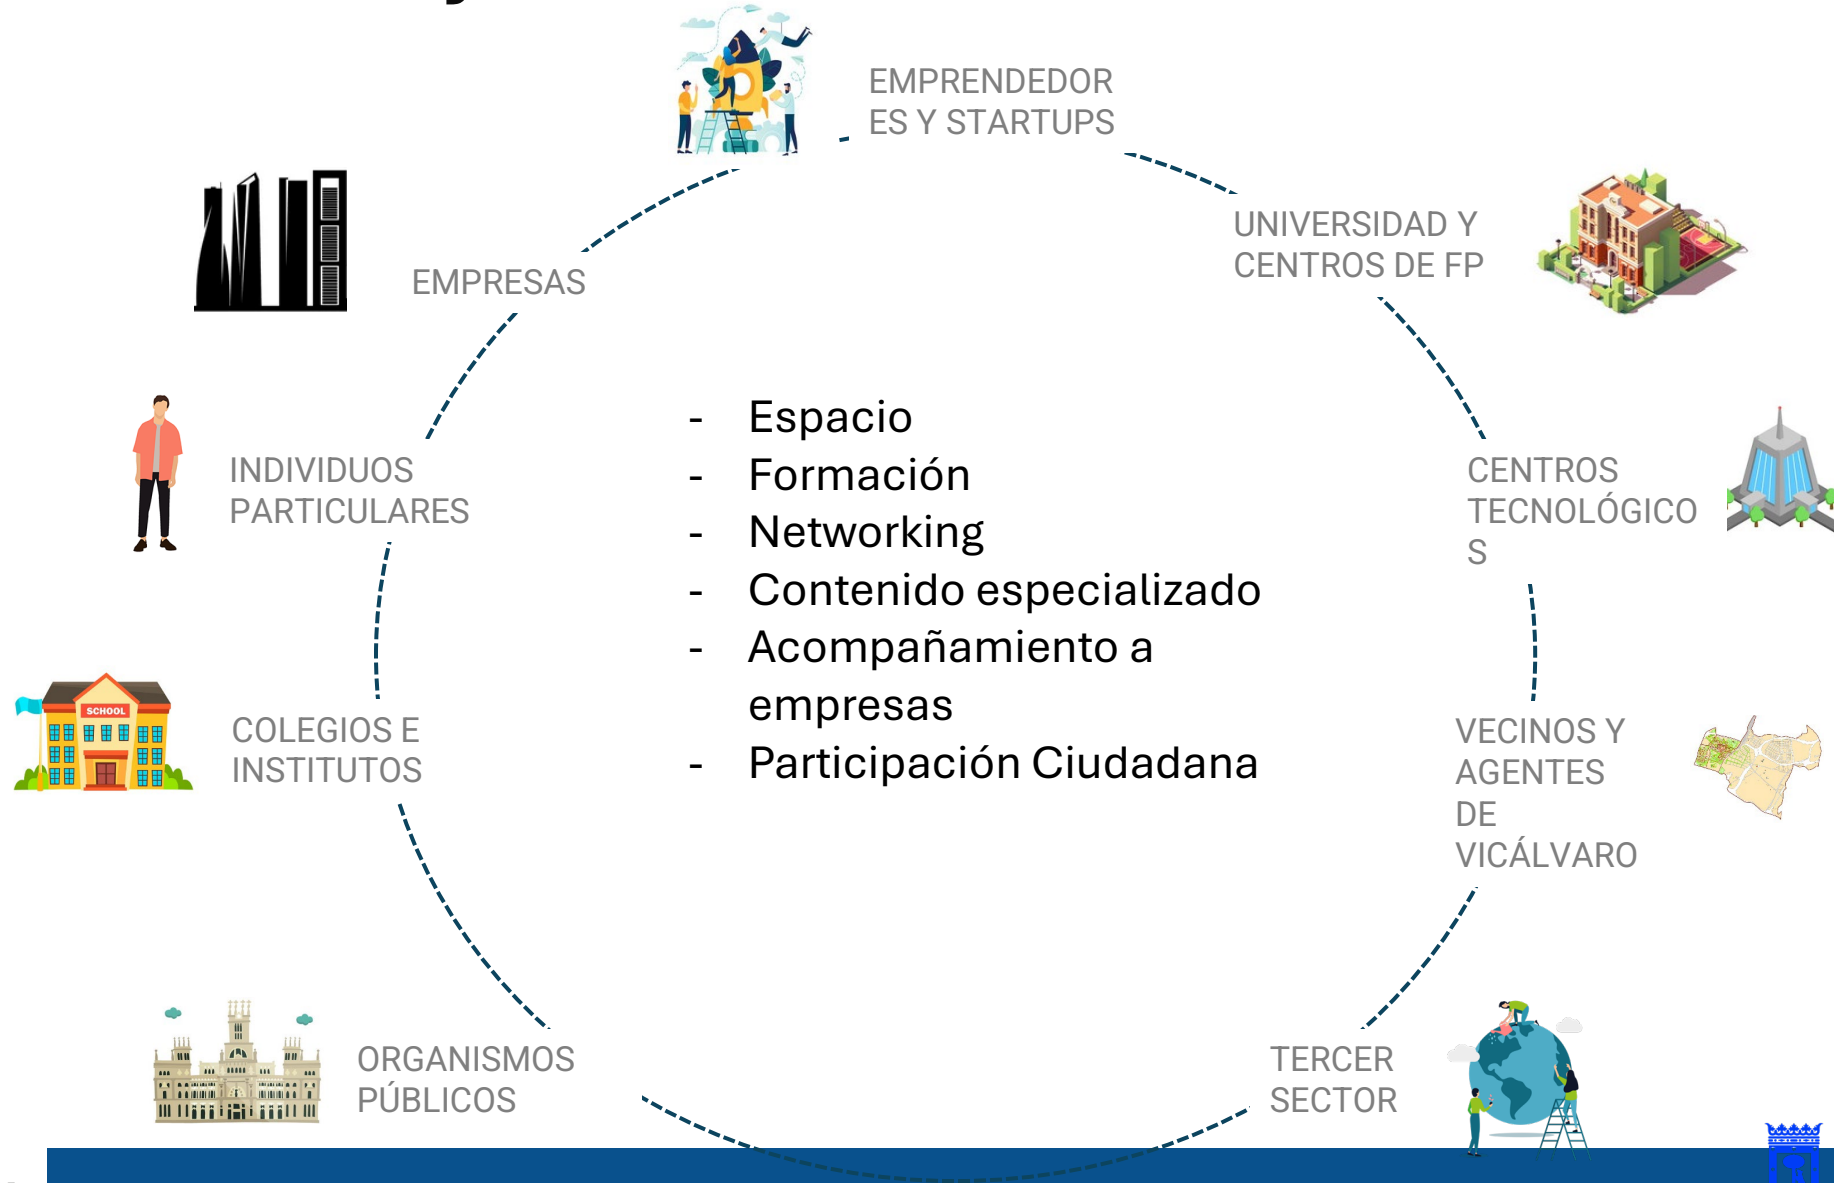 EMPRENDEDOR
ES Y STARTUPS
UNIVERSIDAD Y
CENTROS DE FP
EMPRESAS
- Espacio
- Formación
- Networking
- Contenido especializado
- Acompañamiento a
empresas
- Participación Ciudadana
INDIVIDUOS
PARTICULARES
CENTROS
TECNOLÓGICO
S
SCHOOL
COLEGIOS E
INSTITUTOS
VECINOS Y
AGENTES
DE
VICÁLVARO
ORGANISMOS
PÚBLICOS
TERCER
SECTOR